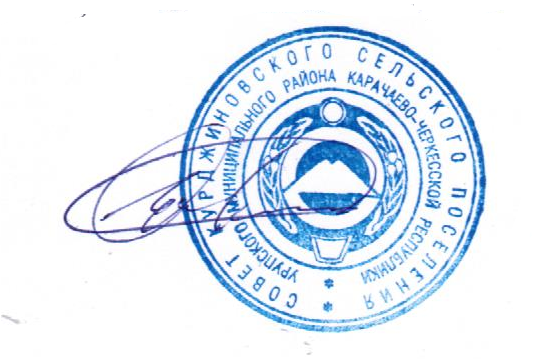 СОВЕТ КУРДЖИНОВСКОГО СЕЛЬСКОГО ПОСЕЛЕНИЯ
УРУПСКОГО МУНИЦИПАЛЬНОГО РАЙОНА КАРАЧАЕВО-ЧЕРКЕССКОЙ РЕСПУБЛИКИ